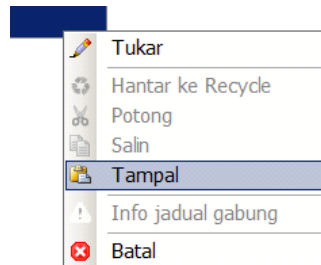 Tukar
Hantar ke Recycle
Potong
Salin
Tampal
Info jadual gabung
Batal